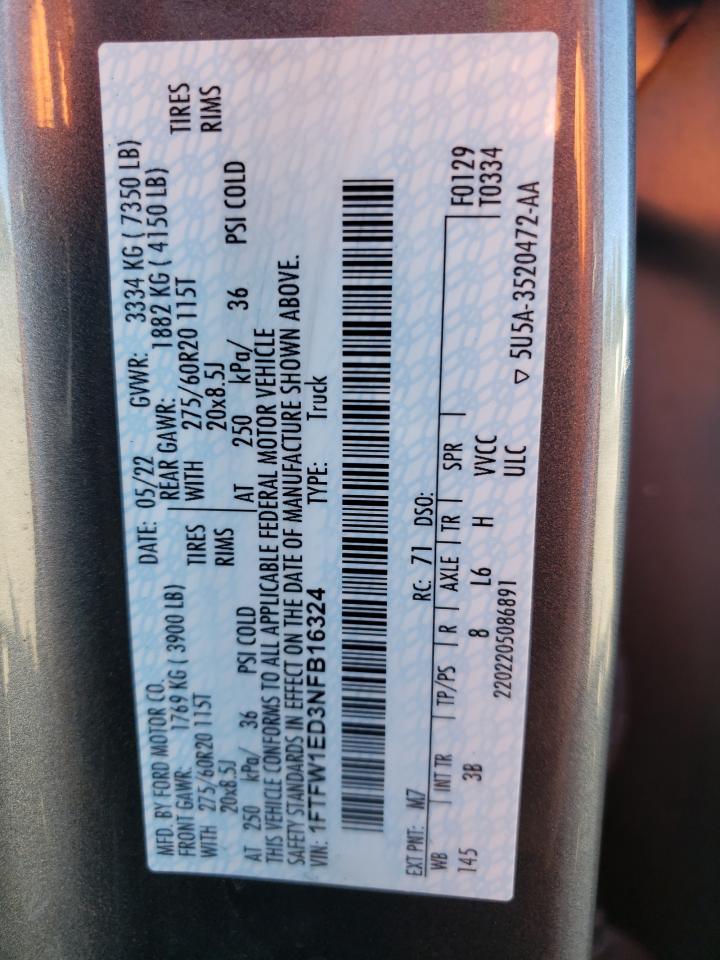 MFD. BY FORD MOTOR CO. DATE: 05/22 GVWR: 3334 KG ( 7350 LB)
FRONT GAWR: 1769 KG ( 3900 LB) REAR GAWR: 1882 KG ( 4150 LB)
WITH 275/60R20 115T TIRES WITH 275/60R20 115T TIRES
20x8.5J RIMS 20x8.5J RIMS
AT 250 kPa/ 36 PSI COLD AT 250 kPa/ 36 PSI COLD
THIS VEHICLE CONFORMS TO ALL APPLICABLE FEDERAL MOTOR VEHICLE
SAFETY STANDARDS IN EFFECT ON THE DATE OF MANUFACTURE SHOWN ABOVE.
VIN: 1FTFW1ED3NFB16324 TYPE: Truck
EXT PNT: M7 RC: 71 DSO: F0129
WB INT TR TP/PS R AXLE TR SPR T0334
145 3B 8 L6 H VVCC
2202205086891 ULC ▽ 5U5A-3520472-AA